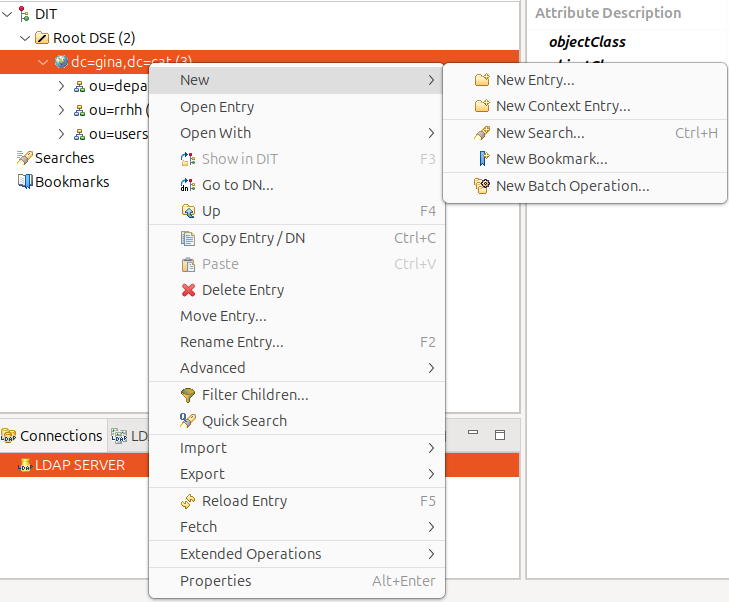 DIT
Attribute Description
Root DSE (2)
objectClass
dc=gina,dc=cat (3)
ou=depa
ou=rrhh (
ou=users
Searches
Bookmarks
New
Open Entry
Open With
Show in DIT F3
Go to DN...
Up F4
Copy Entry / DN Ctrl+C
Paste Ctrl+V
Delete Entry
Move Entry...
Rename Entry... F2
Advanced
Filter Children...
Quick Search
Import
Export
Reload Entry F5
Fetch
Extended Operations
Properties Alt+Enter
New Entry...
New Context Entry...
New Search... Ctrl+H
New Bookmark...
New Batch Operation...
Connections LD
LDAP SERVER